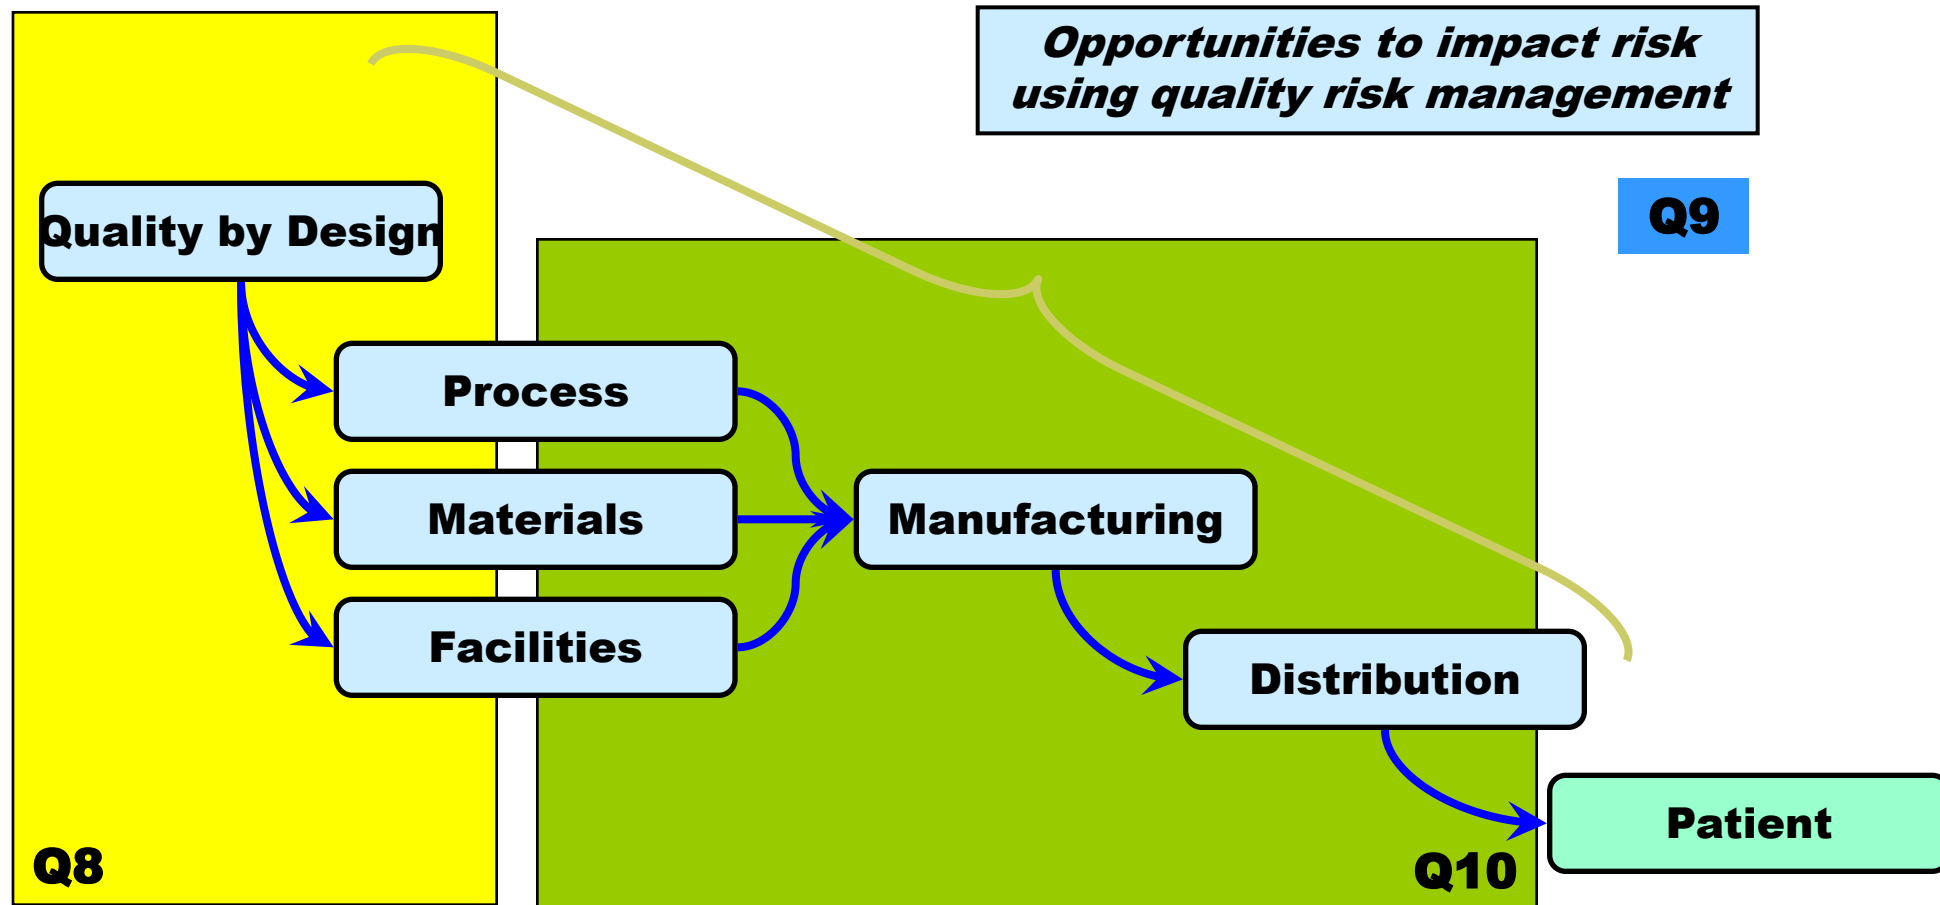 Opportunities to impact risk
using quality risk management
Q9
Quality by Design
Process
Materials
Manufacturing
Facilities
Distribution
Patient
Q8
Q10